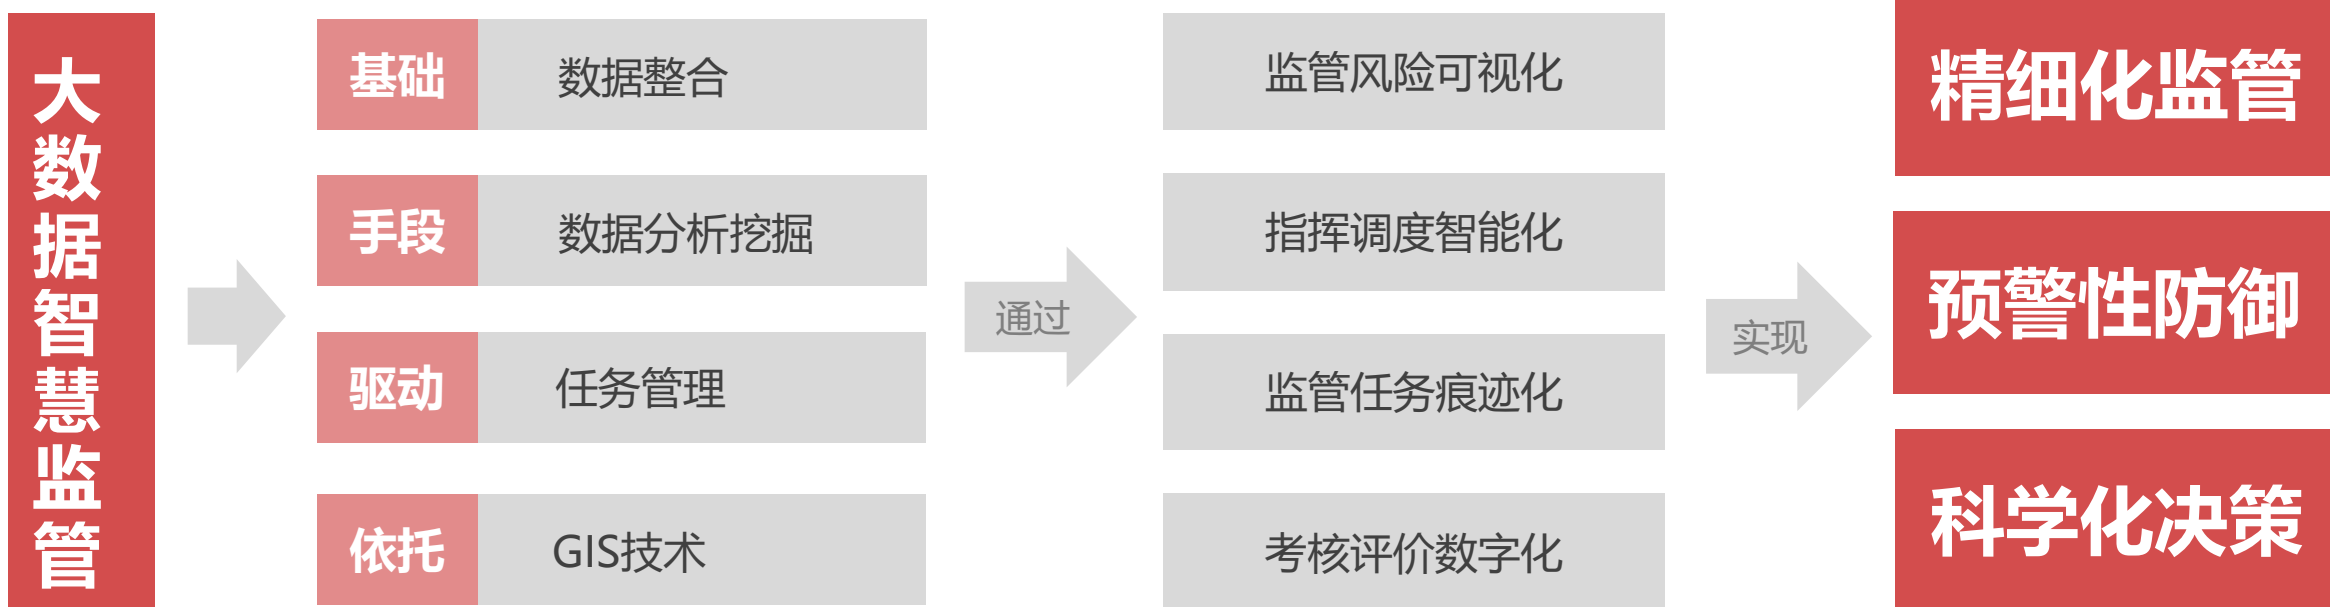 大数据智慧监管
基础
数据整合
手段
数据分析挖掘
驱动
任务管理
依托
GIS技术
通过
监管风险可视化
指挥调度智能化
监管任务痕迹化
考核评价数字化
实现
精细化监管
预警性防御
科学化决策